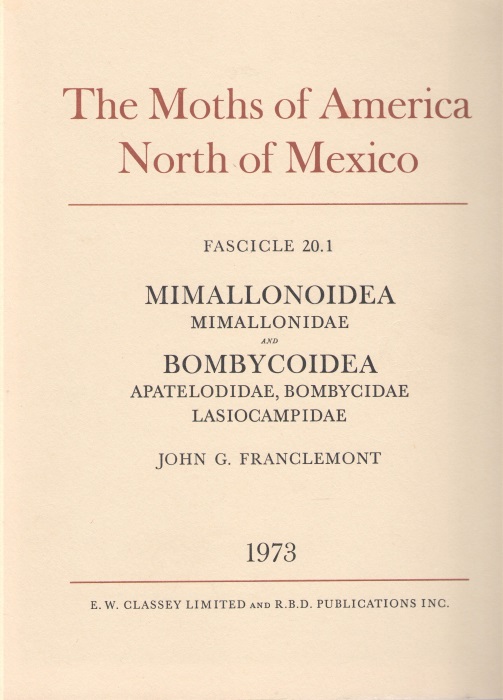 The Moths of America
North of Mexico
FASCICLE 20.1
MIMALLONOIDEA
MIMALLONIDAE
AND
BOMBYCOIDEA
APATELODIDAE, BOMBYCIDAE
LASIOCAMPIDAE
JOHN G. FRANCLEMONT
1973
E. W. CLASSEY LIMITED AND R.B.D. PUBLICATIONS INC.